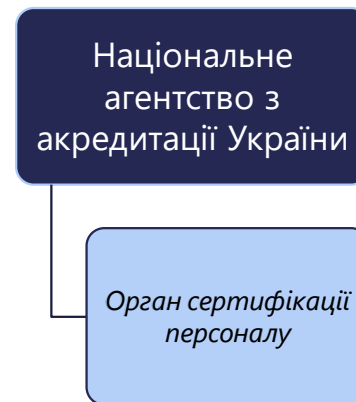 Національне
агентство з
акредитації України
Орган сертифікації
персоналу